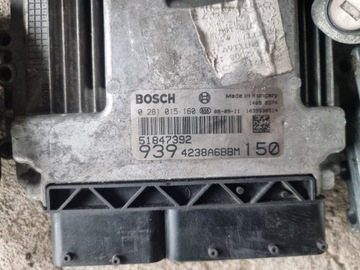 BOSCH
Made in Hungary
0 281 015 160
51847392
939 4238A6BBM 150